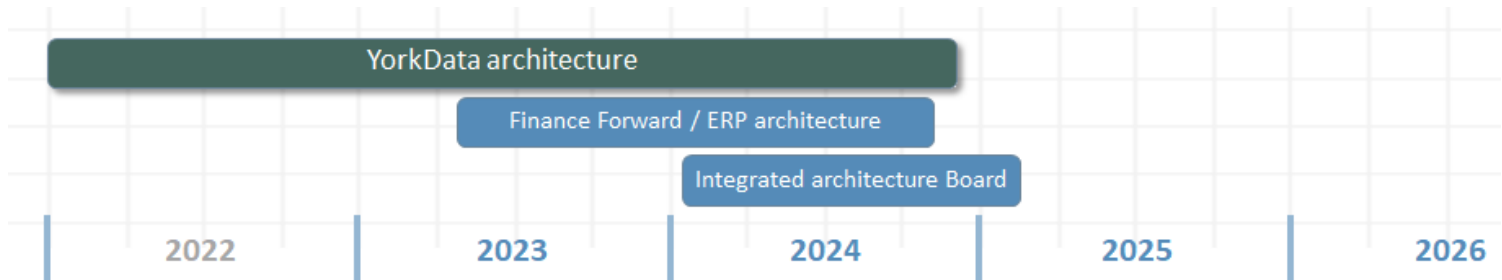 YorkData architecture
Finance Forward / ERP architecture
Integrated architecture Board
2022 2023 2024 2025 2026